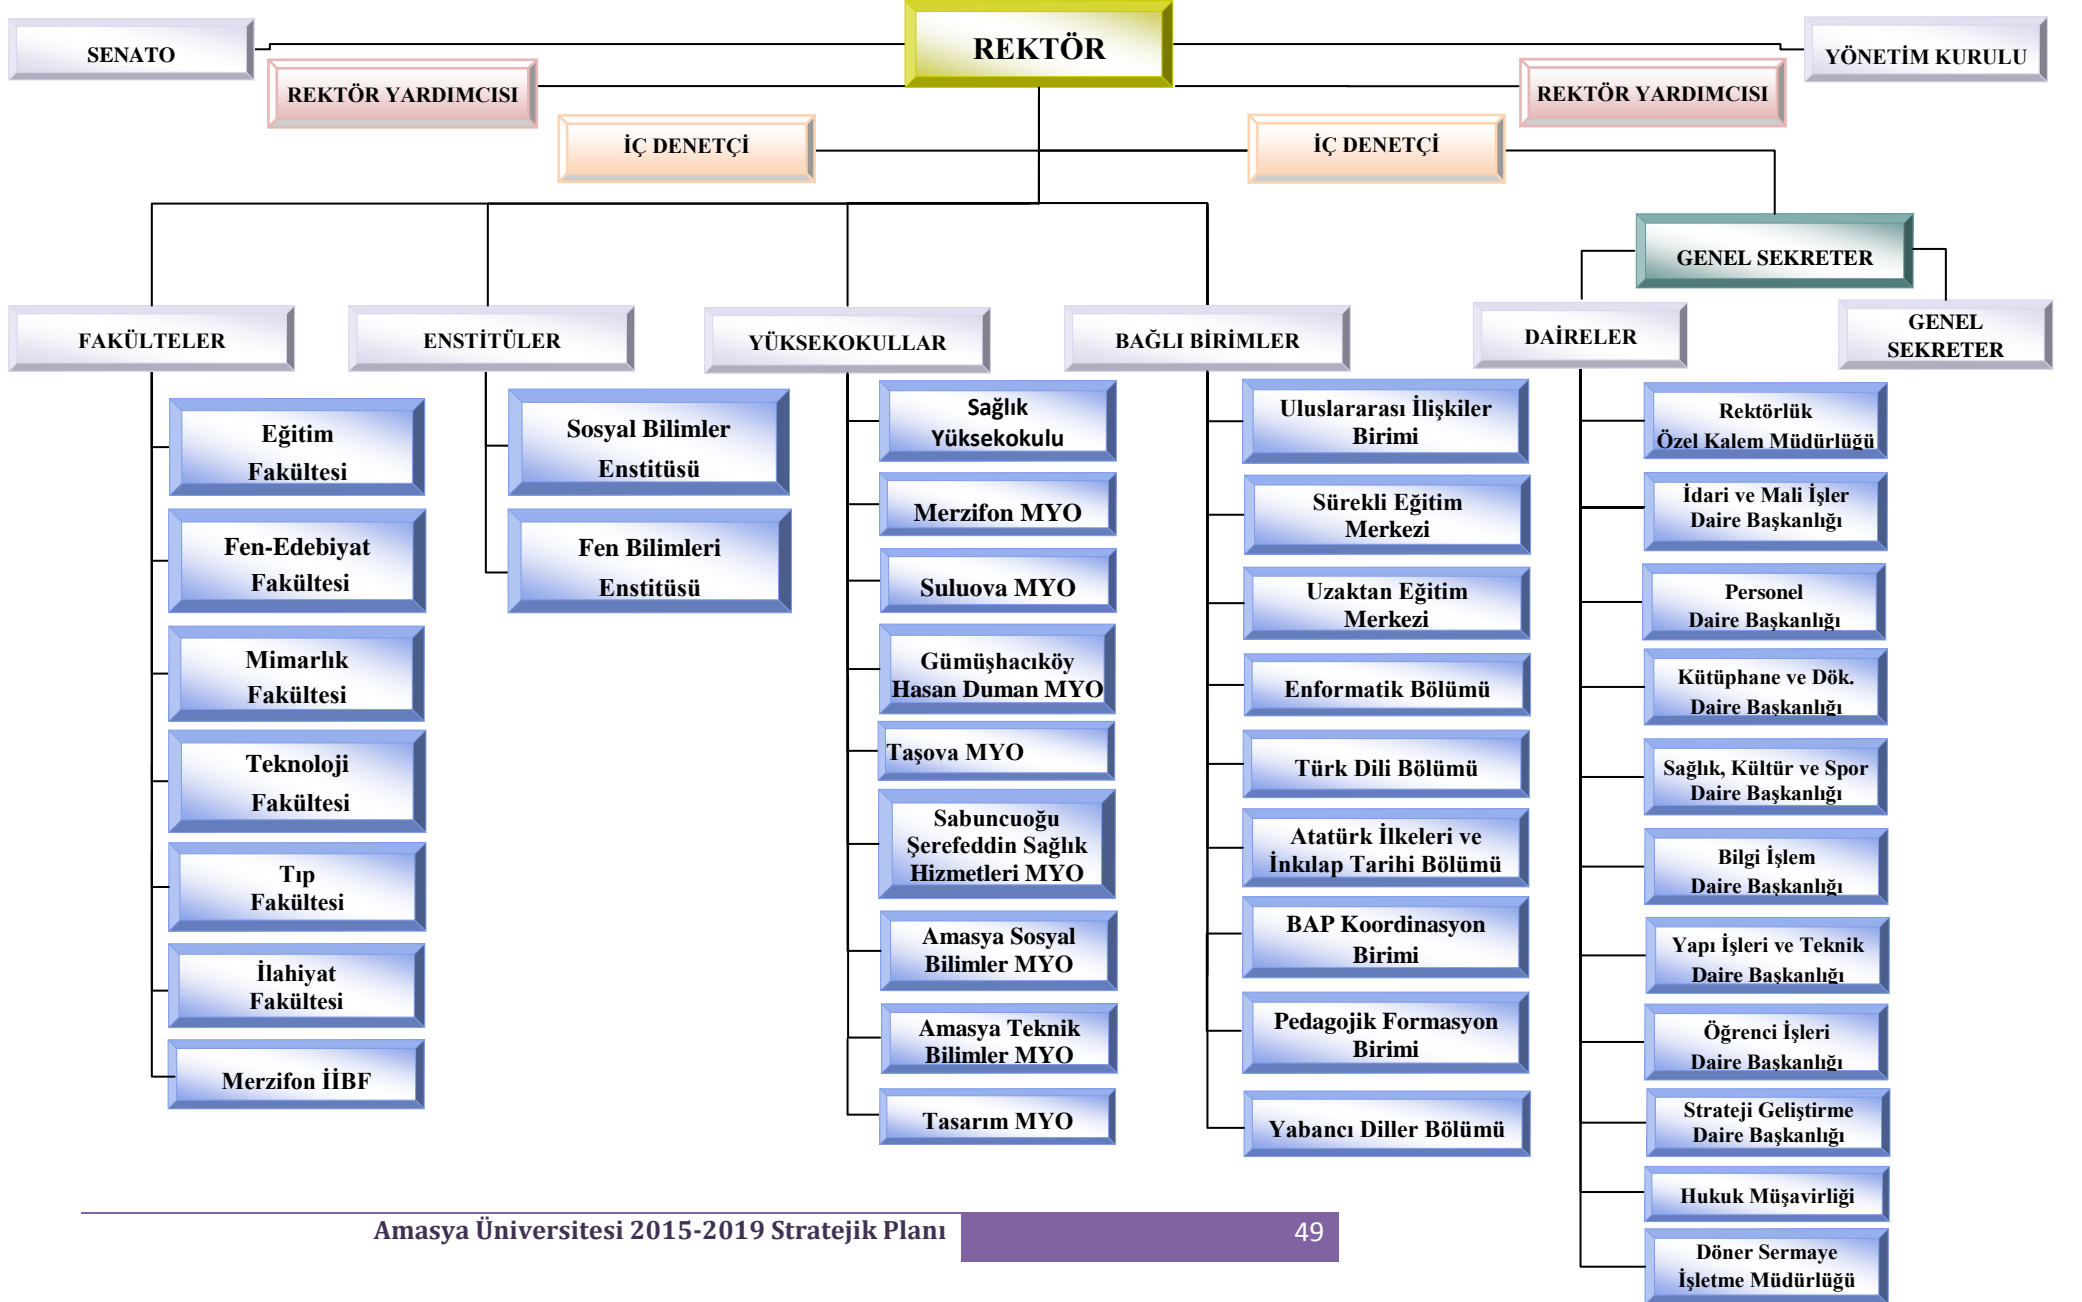 REKTÖR
SENATO
YÖNETİM KURULU
REKTÖR YARDIMCISI
REKTÖR YARDIMCISI
İÇ DENETÇİ
İÇ DENETÇİ
GENEL SEKRETER
FAKÜLTELER
ENSTİTÜLER
YÜKSEKOKULLAR
BAĞLI BİRİMLER
DAİRELER
GENEL
SEKRETER
Eğitim
Fakültesi
Fen-Edebiyat
Fakültesi
Mimarlık
Fakültesi
Teknoloji
Fakültesi
Tıp
Fakültesi
İlahiyat
Fakültesi
Merzifon İİBF
Sosyal Bilimler
Enstitüsü
Fen Bilimleri
Enstitüsü
Sağlık
Yüksekokulu
Merzifon MYO
Suluova MYO
Gümüşhacıköy
Hasan Duman MYO
Taşova MYO
Sabuncuoğu
Şerefeddin Sağlık
Hizmetleri MYO
Amasya Sosyal
Bilimler MYO
Amasya Teknik
Bilimler MYO
Tasarım MYO
Uluslararası İlişkiler
Birimi
Sürekli Eğitim
Merkezi
Uzaktan Eğitim
Merkezi
Enformatik Bölümü
Türk Dili Bölümü
Atatürk İlkeleri ve
İnkılap Tarihi Bölümü
BAP Koordinasyon
Birimi
Pedagojik Formasyon
Birimi
Yabancı Diller Bölümü
Rektörlük
Özel Kalem Müdürlüğü
İdari ve Mali İşler
Daire Başkanlığı
Personel
Daire Başkanlığı
Kütüphane ve Dök.
Daire Başkanlığı
Sağlık, Kültür ve Spor
Daire Başkanlığı
Bilgi İşlem
Daire Başkanlığı
Yapı İşleri ve Teknik
Daire Başkanlığı
Öğrenci İşleri
Daire Başkanlığı
Strateji Geliştirme
Daire Başkanlığı
Hukuk Müşavirliği
Döner Sermaye
İşletme Müdürlüğü
Amasya Üniversitesi 2015-2019 Stratejik Planı
49